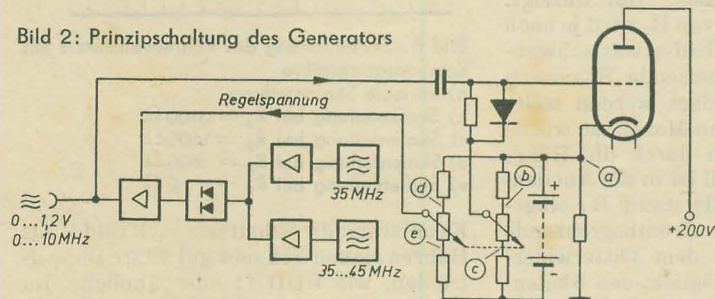 Bild 2: Prinzipschaltung des Generators
Regelspannung
35 MHz
35...45 MHz
0...1,2 V
0...10 MHz
a
b
c
d
e
+
-
+200V